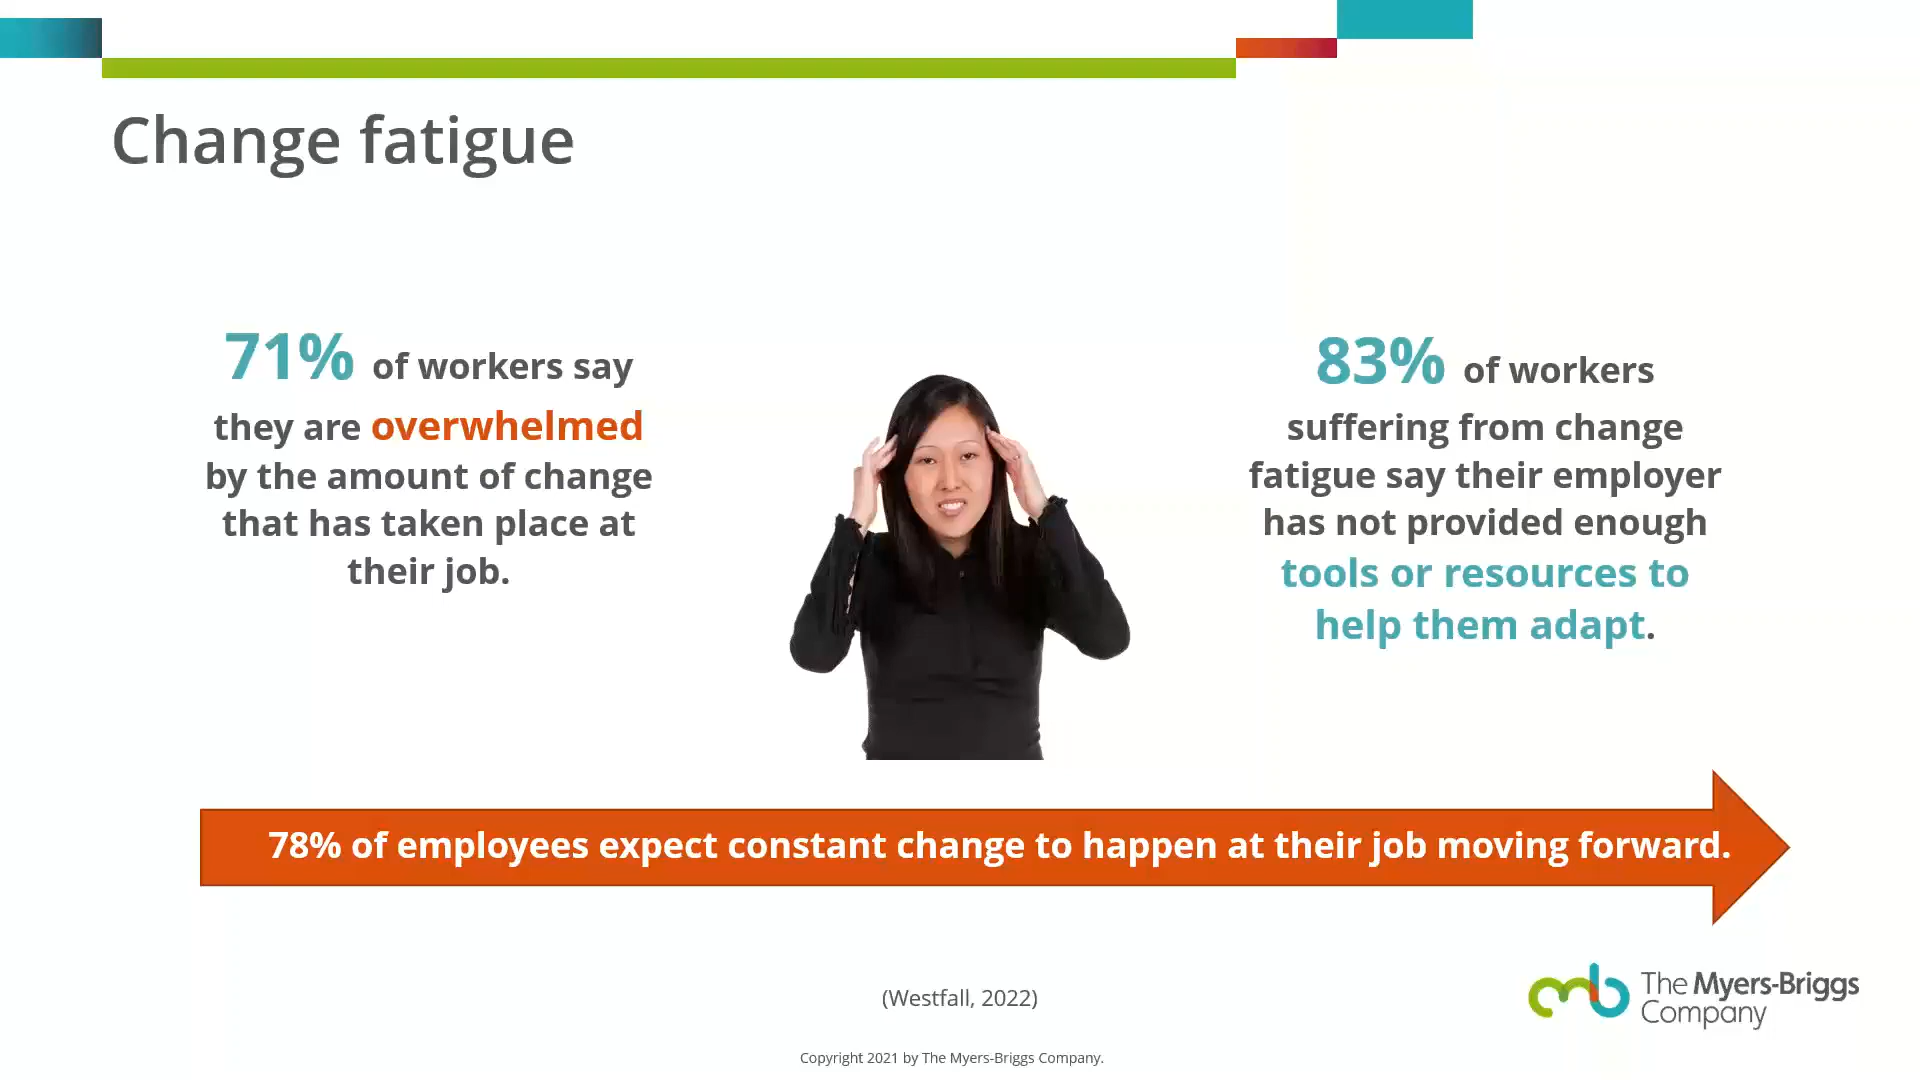 Change fatigue
71% of workers say
they are overwhelmed
by the amount of change
that has taken place at
their job.
83% of workers
suffering from change
fatigue say their employer
has not provided enough
tools or resources to
help them adapt.
78% of employees expect constant change to happen at their job moving forward.
(Westfall, 2022)
The Myers-Briggs
Company
Copyright 2021 by The Myers-Briggs Company.